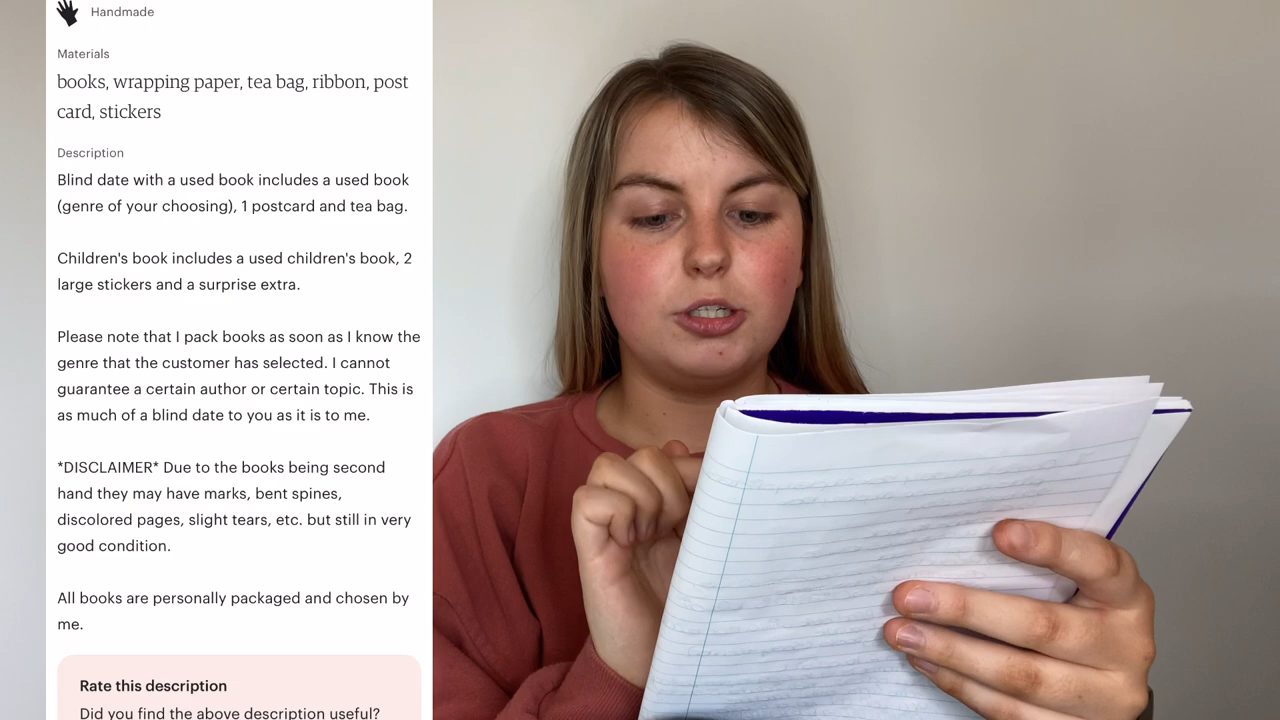 Handmade
Materials
books, wrapping paper, tea bag, ribbon, post
card, stickers
Description
Blind date with a used book includes a used book
(genre of your choosing), 1 postcard and tea bag.
Children's book includes a used children's book, 2
large stickers and a surprise extra.
Please note that I pack books as soon as I know the
genre that the customer has selected. I cannot
guarantee a certain author or certain topic. This is
as much of a blind date to you as it is to me.
*DISCLAIMER* Due to the books being second
hand they may have marks, bent spines,
discolored pages, slight tears, etc. but still in very
good condition.
All books are personally packaged and chosen by
me.
Rate this description
Did you find the above description useful?